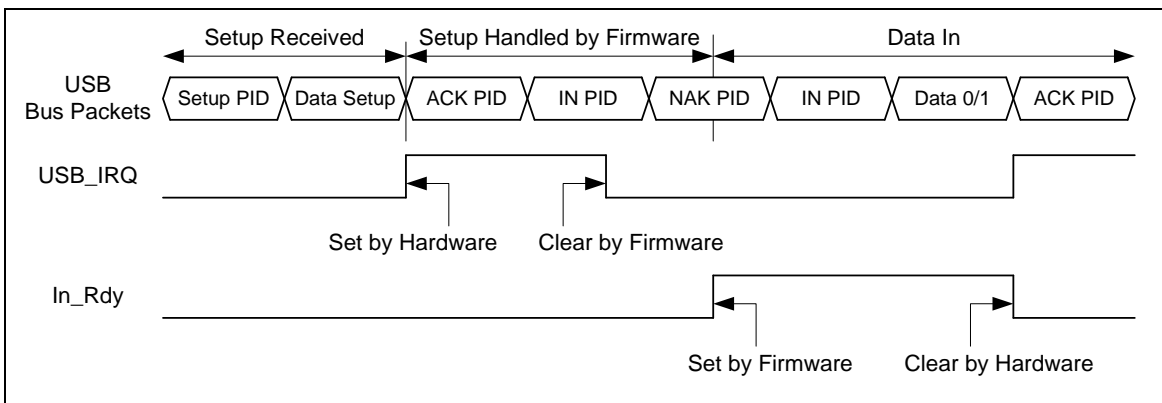 Setup Received Setup Handled by Firmware Data In
USB
Bus Packets
Setup PID Data Setup ACK PID IN PID NAK PID IN PID Data 0/1 ACK PID
USB_IRQ
Set by Hardware Clear by Firmware
In_Rdy
Set by Firmware Clear by Hardware